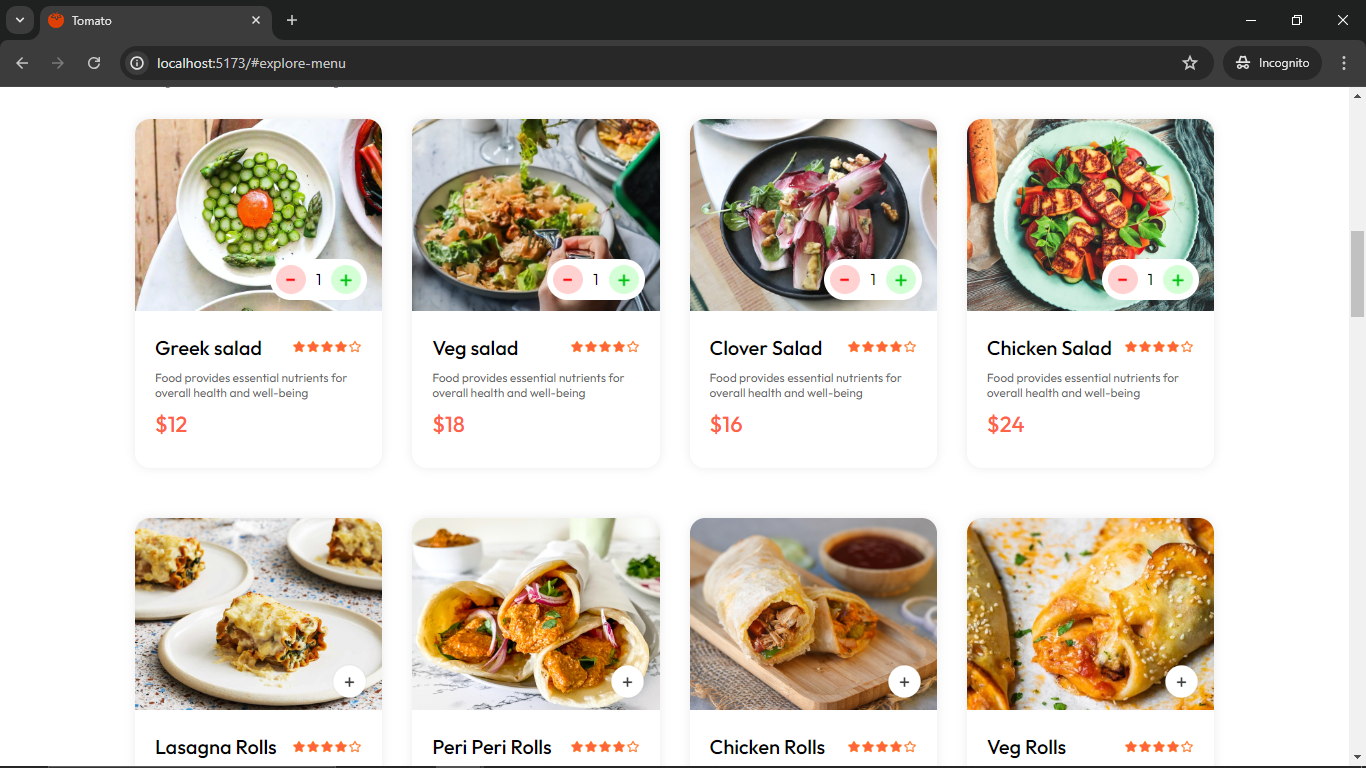 Tomato
localhost:5173/#explore-menu
Incognito
1
1
1
1
Greek salad
Veg salad
Clover Salad
Chicken Salad
Food provides essential nutrients for
overall health and well-being
Food provides essential nutrients for
overall health and well-being
Food provides essential nutrients for
overall health and well-being
Food provides essential nutrients for
overall health and well-being
$12
$18
$16
$24
Lasagna Rolls
Peri Peri Rolls
Chicken Rolls
Veg Rolls